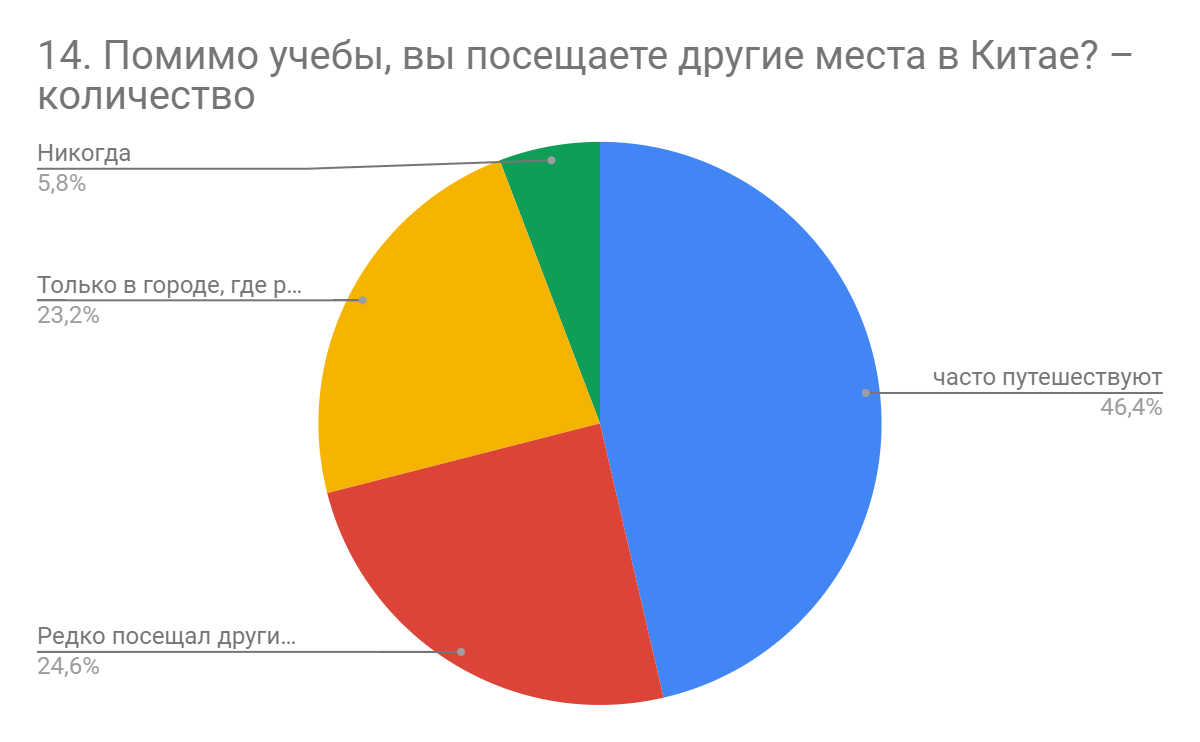 14. Помимо учебы, вы посещаете другие места в Китае? –
количество
Никогда
5,8%
Только в городе, где р...
23,2%
часто путешествуют
46,4%
Редко посещал други...
24,6%